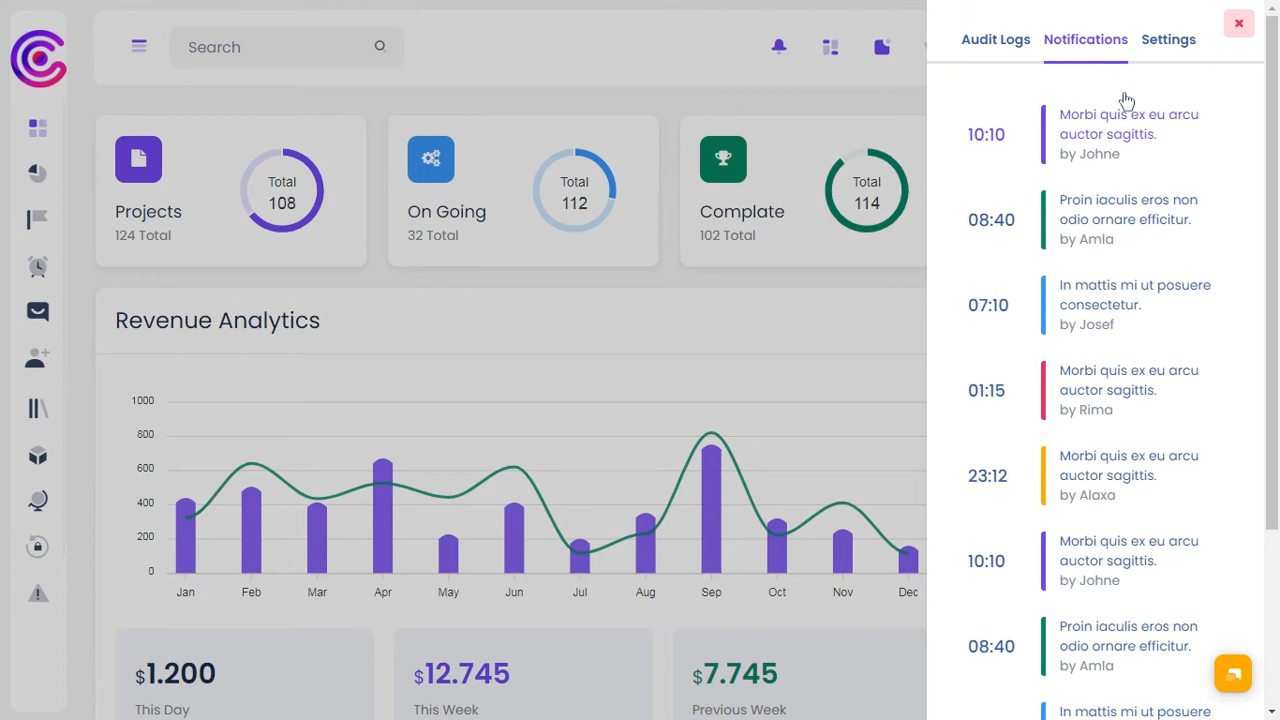 Search
Audit Logs
Notifications
Settings
Projects
124 Total
Total
108
On Going
32 Total
Total
112
Complate
102 Total
Total
114
Revenue Analytics
1000
800
600
400
200
0
Jan Feb Mar Apr May Jun Jul Aug Sep Oct Nov Dec
$1.200
This Day
$12.745
This Week
$7.745
Previous Week
10:10
Morbi quis ex eu arcu
auctor sagittis.
by Johne
08:40
Proin iaculis eros non
odio ornare efficitur.
by Amla
07:10
In mattis mi ut posuere
consectetur.
by Josef
01:15
Morbi quis ex eu arcu
auctor sagittis.
by Rima
23:12
Morbi quis ex eu arcu
auctor sagittis.
by Alaxa
10:10
Morbi quis ex eu arcu
auctor sagittis.
by Johne
08:40
Proin iaculis eros non
odio ornare efficitur.
by Amla
In mattis mi ut posuere